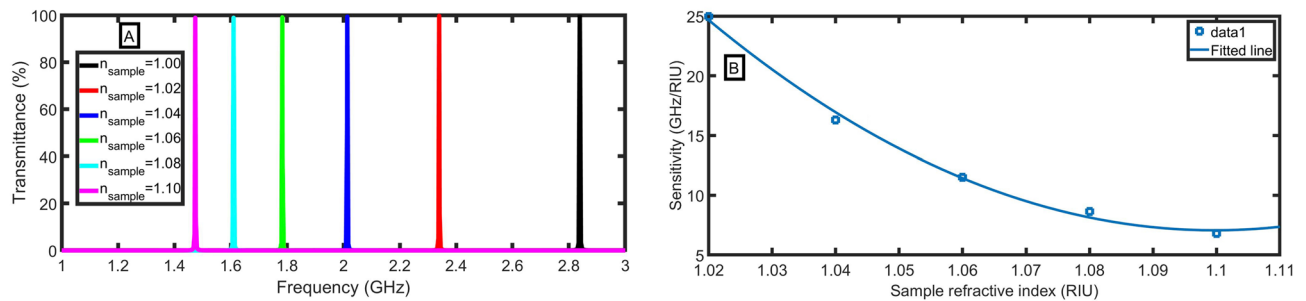 A
n_sample=1.00
n_sample=1.02
n_sample=1.04
n_sample=1.06
n_sample=1.08
n_sample=1.10
100
80
60
40
20
0
Transmittance (%)
1 1.2 1.4 1.6 1.8 2 2.2 2.4 2.6 2.8 3
Frequency (GHz)
B
data1
Fitted line
25
20
15
10
5
Sensitivity (GHz/RIU)
1.02 1.03 1.04 1.05 1.06 1.07 1.08 1.09 1.1 1.11
Sample refractive index (RIU)